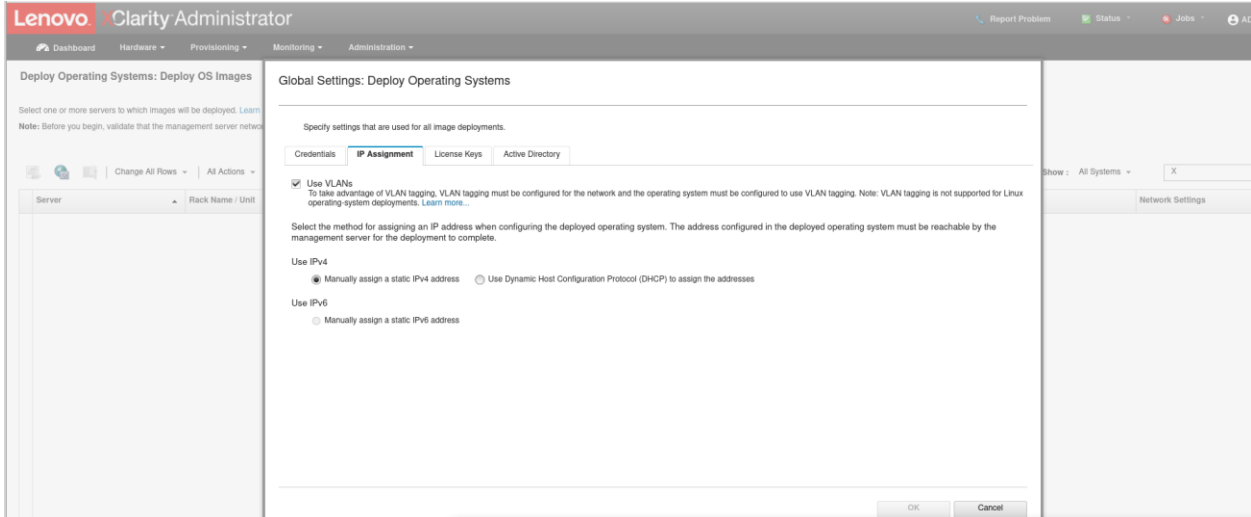 Lenovo. XClarity Administrator
Report Problem Status Jobs
Dashboard Hardware Provisioning Monitoring Administration
Deploy Operating Systems: Deploy OS Images
Global Settings: Deploy Operating Systems
Select one or more servers to which images will be deployed. Learn
Note: Before you begin, validate that the management server
Specify settings that are used for all image deployments.
Credentials IP Assignment License Keys Active Directory
Change All Rows | All Actions
Show : All Systems X
Server Rack Name / Unit
Network Settings
Use VLANs
To take advantage of VLAN tagging, VLAN tagging must be configured for the network and the operating system must be configured to use VLAN tagging. Note: VLAN tagging is not supported for Linux
operating-system deployments. Learn more...
Select the method for assigning an IP address when configuring the deployed operating system. The address configured in the deployed operating system must be reachable by the
management server for the deployment to complete.
Use IPv4
Manually assign a static IPv4 address Use Dynamic Host Configuration Protocol (DHCP) to assign the addresses
Use IPv6
Manually assign a static IPv6 address
OK Cancel